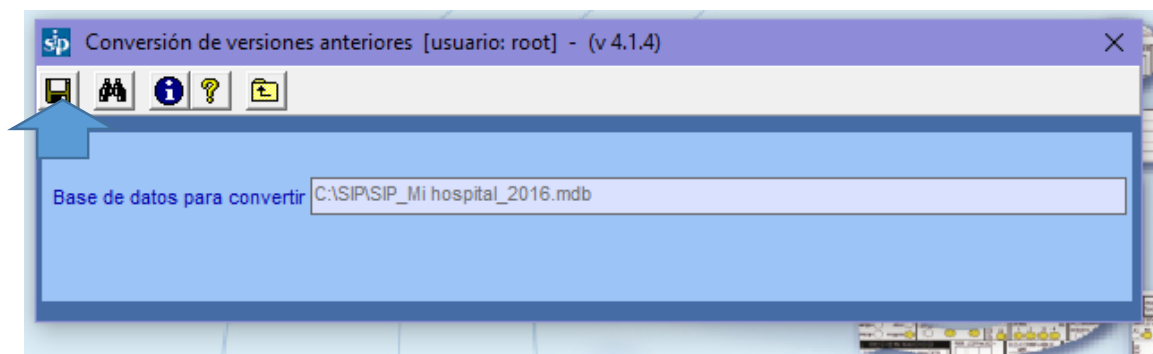 sip Conversión de versiones anteriores [usuario: root] - (v 4.1.4)
Base de datos para convertir C:\SIP\SIP_Mi hospital_2016.mdb